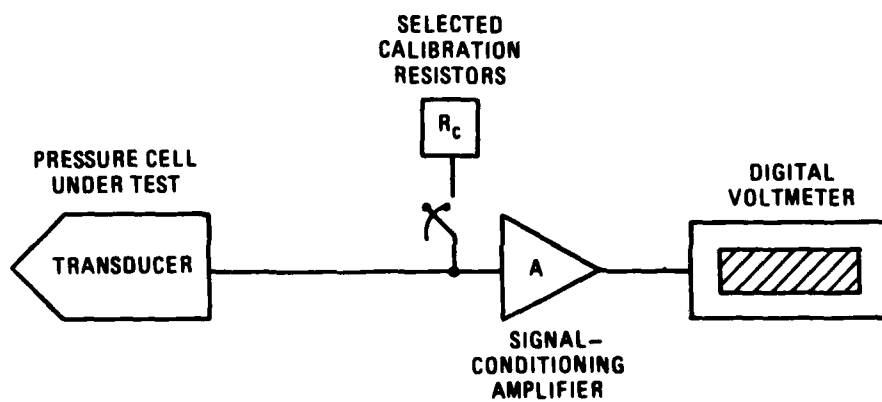 SELECTED
CALIBRATION
RESISTORS
R_c
PRESSURE CELL
UNDER TEST
TRANSDUCER
DIGITAL
VOLTMETER
A
SIGNAL-
CONDITIONING
AMPLIFIER